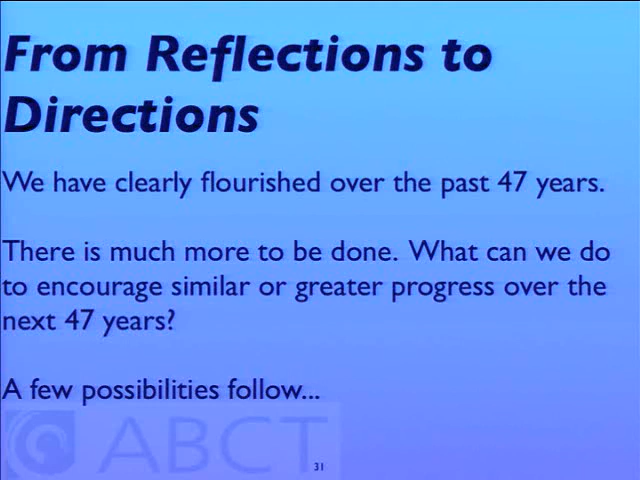 From Reflections to
Directions
We have clearly flourished over the past 47 years.
There is much more to be done. What can we do
to encourage similar or greater progress over the
next 47 years?
A few possibilities follow...
ABCT
31